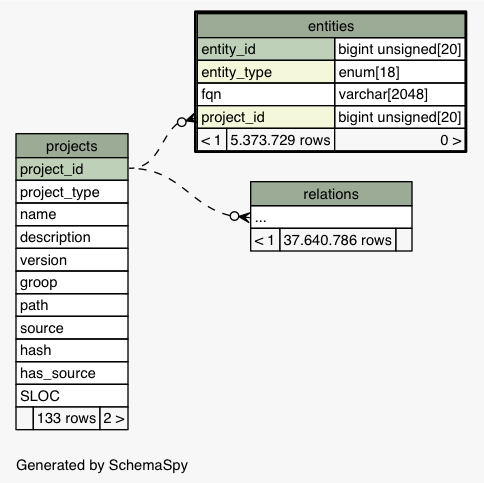 entities
entity_id bigint unsigned[20]
entity_type enum[18]
fqn varchar[2048]
project_id bigint unsigned[20]
< 1 5.373.729 rows 0 >
projects
project_id
project_type
name
description
version
groop
path
source
hash
has_source
SLOC
133 rows 2 >
relations
...
< 1 37.640.786 rows
Generated by SchemaSpy